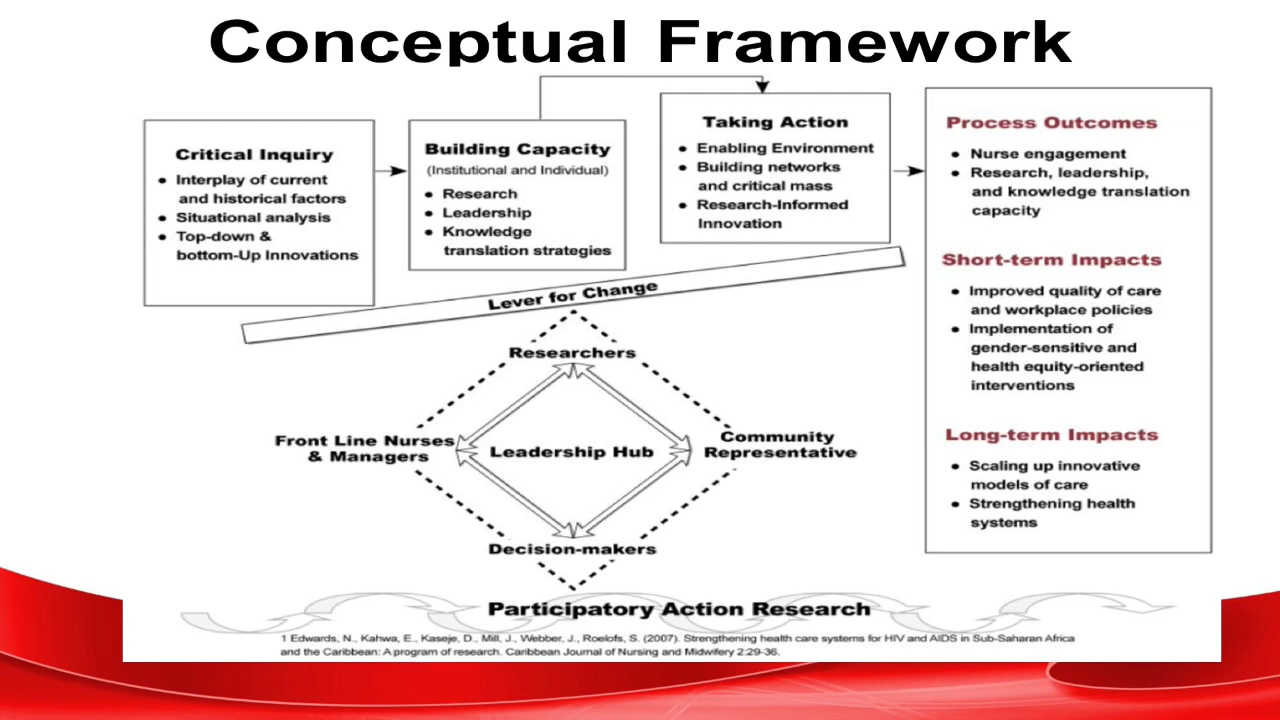 Conceptual Framework
Critical Inquiry
• Interplay of current
and historical factors
• Situational analysis
• Top-down &
bottom-Up Innovations
Building Capacity
(Institutional and Individual)
• Research
• Leadership
• Knowledge
translation strategies
Taking Action
• Enabling Environment
• Building networks
and critical mass
• Research-Informed
Innovation
Process Outcomes
• Nurse engagement
• Research, leadership,
and knowledge translation
capacity
Short-term Impacts
• Improved quality of care
and workplace policies
• Implementation of
gender-sensitive and
health equity-oriented
interventions
Long-term Impacts
• Scaling up innovative
models of care
• Strengthening health
systems
Lever for Change
Researchers
Front Line Nurses
& Managers
Leadership Hub
Community
Representative
Decision-makers
Participatory Action Research
1 Edwards, N., Kahwa, E., Kaseje, D., Mill, J., Webber, J., Roelofs, S. (2007). Strengthening health care systems for HIV and AIDS in Sub-Saharan Africa
and the Caribbean: A program of research. Caribbean Journal of Nursing and Midwifery 2:29-36.